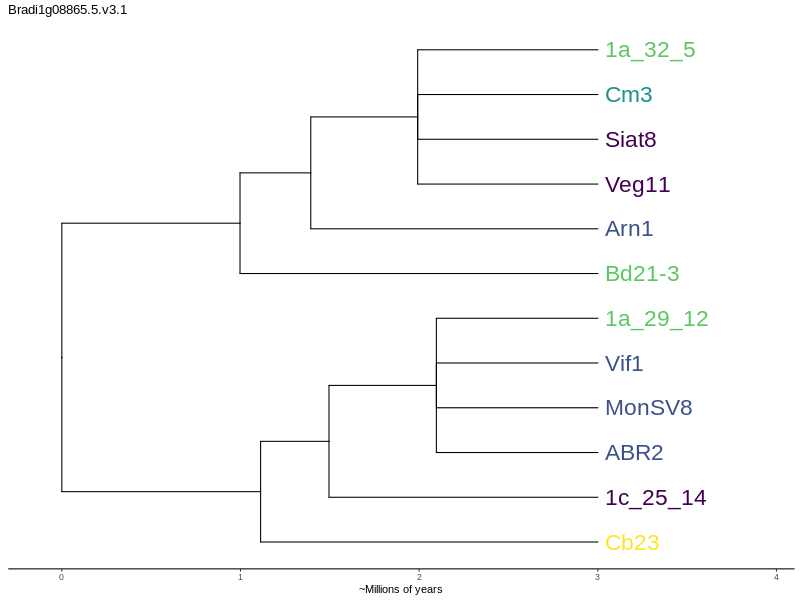 Bradi1g08865.5.v3.1
1a_32_5
Cm3
Siat8
Veg11
Arn1
Bd21-3
1a_29_12
Vif1
MonSV8
ABR2
1c_25_14
Cb23
0 1 2 3 4
~Millions of years